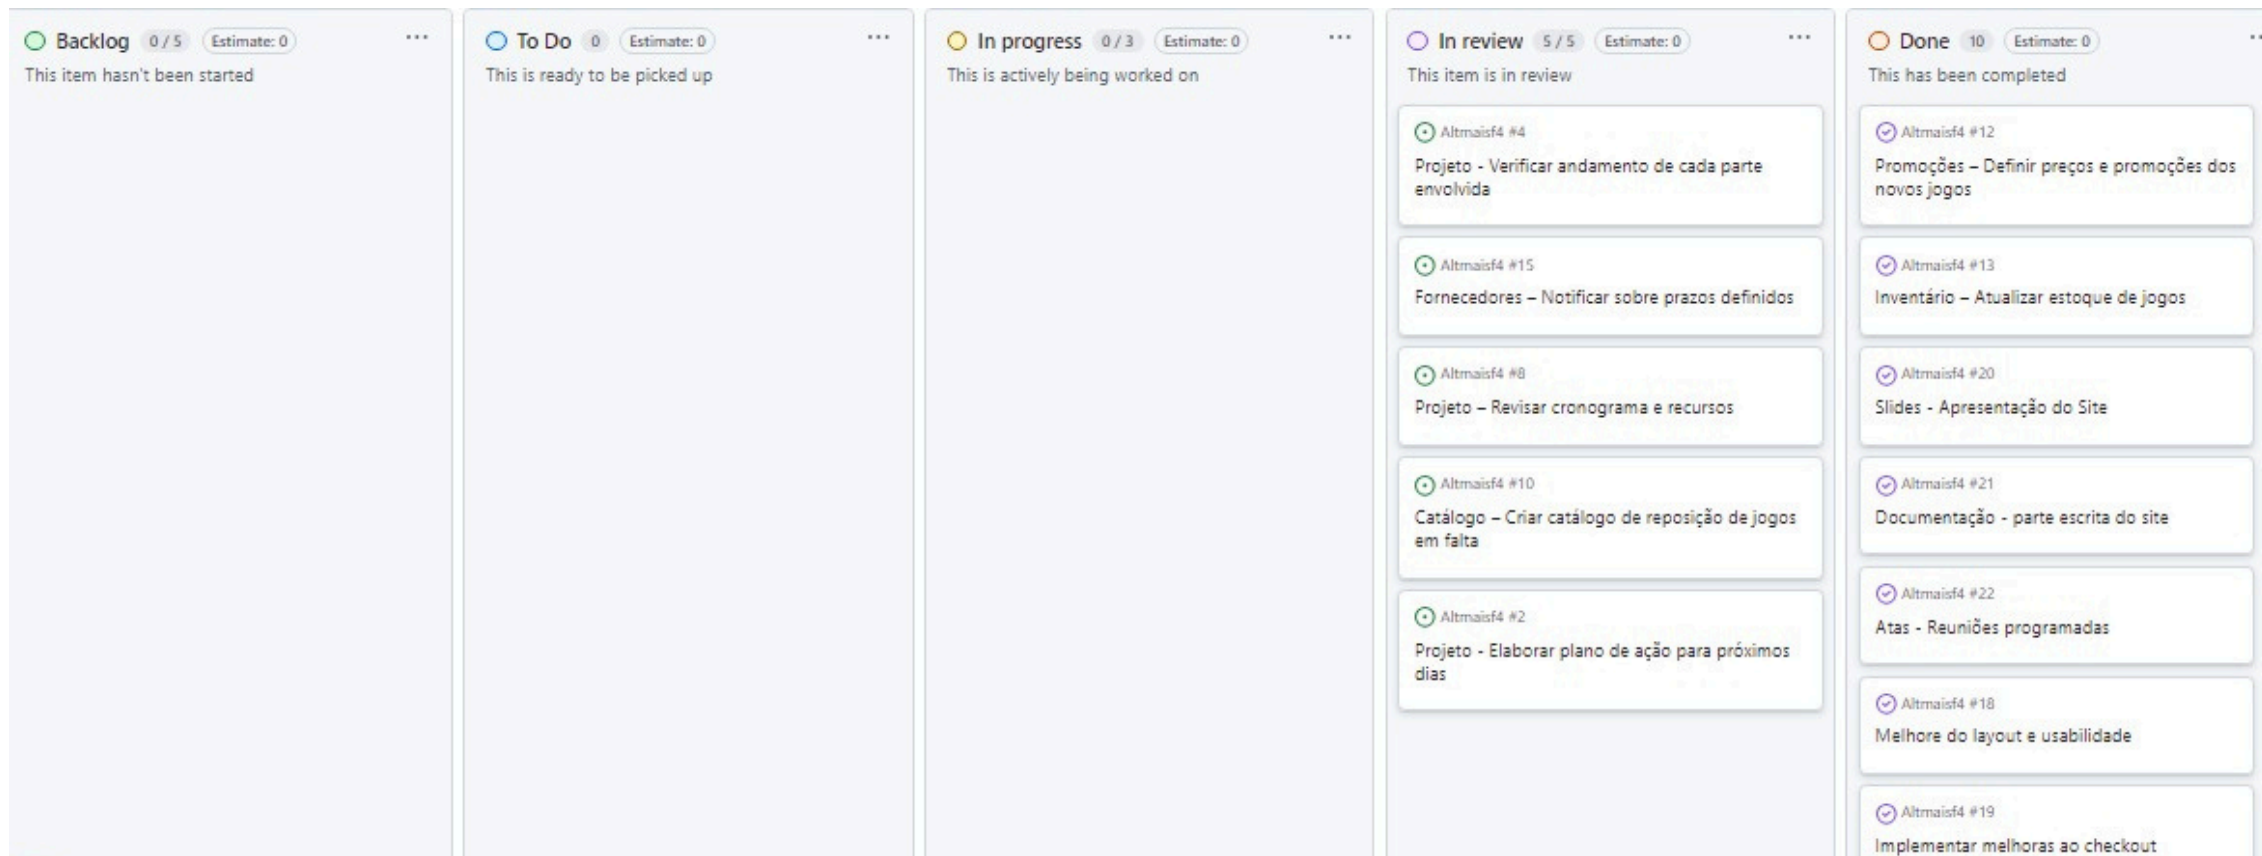 Backlog 0 / 5 Estimate: 0 ...
This item hasn't been started
To Do 0 Estimate: 0 ...
This is ready to be picked up
In progress 0 / 3 Estimate: 0 ...
This is actively being worked on
In review 5 / 5 Estimate: 0 ...
This item is in review
Altmaisf4 #4
Projeto - Verificar andamento de cada parte
envolvida
Altmaisf4 #15
Fornecedores – Notificar sobre prazos definidos
Altmaisf4 #8
Projeto – Revisar cronograma e recursos
Altmaisf4 #10
Catálogo – Criar catálogo de reposição de jogos
em falta
Altmaisf4 #2
Projeto - Elaborar plano de ação para próximos
dias
Done 10 Estimate: 0
This has been completed
Altmaisf4 #12
Promoções – Definir preços e promoções dos
novos jogos
Altmaisf4 #13
Inventário – Atualizar estoque de jogos
Altmaisf4 #20
Slides - Apresentação do Site
Altmaisf4 #21
Documentação - parte escrita do site
Altmaisf4 #22
Atas - Reuniões programadas
Altmaisf4 #18
Melhore do layout e usabilidade
Altmaisf4 #19
Implementar melhoras ao checkout